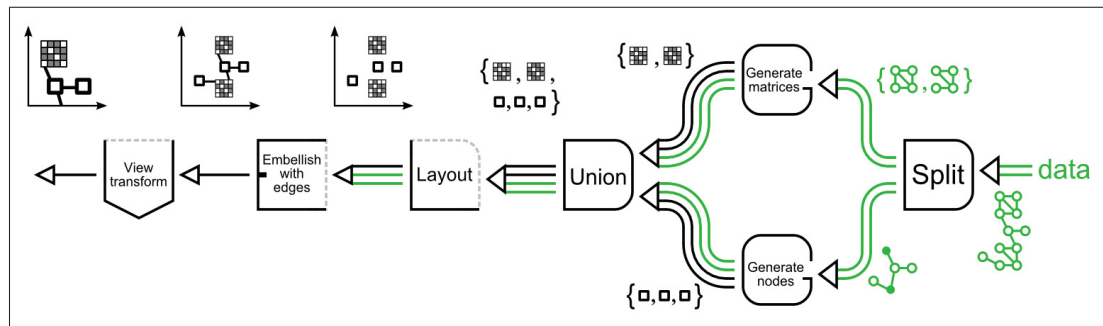 Generate
matrices
View
transform
Embellish
with
edges
Layout
Union
Split
data
Generate
nodes